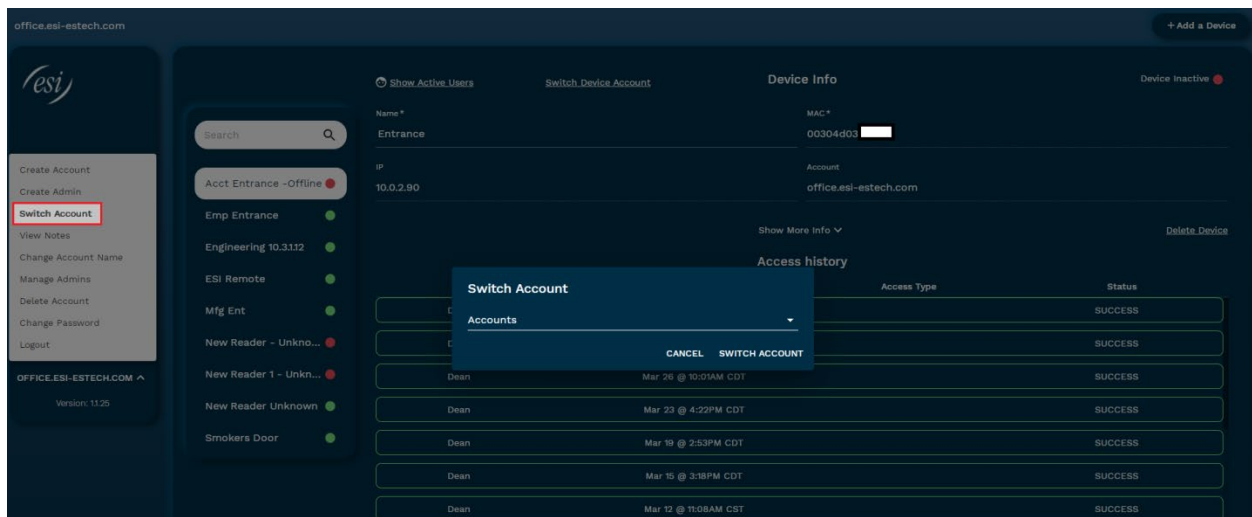 office.esi-estech.com
+ Add a Device
esi
Show Active Users
Switch Device Account
Device Info
Device Inactive
Name *
Entrance
MAC *
00304d03
IP
10.0.2.90
Account
office.esi-estech.com
Show More Info
Delete Device
Access history
Access Type
Status
Search
Acct Entrance -Offline
Emp Entrance
Engineering 10.3.1.12
ESI Remote
Mfg Ent
New Reader - Unkno...
New Reader 1 - Unkn...
New Reader Unknown
Smokers Door
Create Account
Create Admin
Switch Account
View Notes
Change Account Name
Manage Admins
Delete Account
Change Password
Logout
OFFICE.ESI-ESTECH.COM
Version: 1.1.25
Switch Account
Accounts
CANCEL SWITCH ACCOUNT
SUCCESS
SUCCESS
Dean Mar 26 @ 10:01AM CDT SUCCESS
Dean Mar 23 @ 4:22PM CDT SUCCESS
Dean Mar 19 @ 2:53PM CDT SUCCESS
Dean Mar 15 @ 3:18PM CDT SUCCESS
Dean Mar 12 @ 11:08AM CST SUCCESS